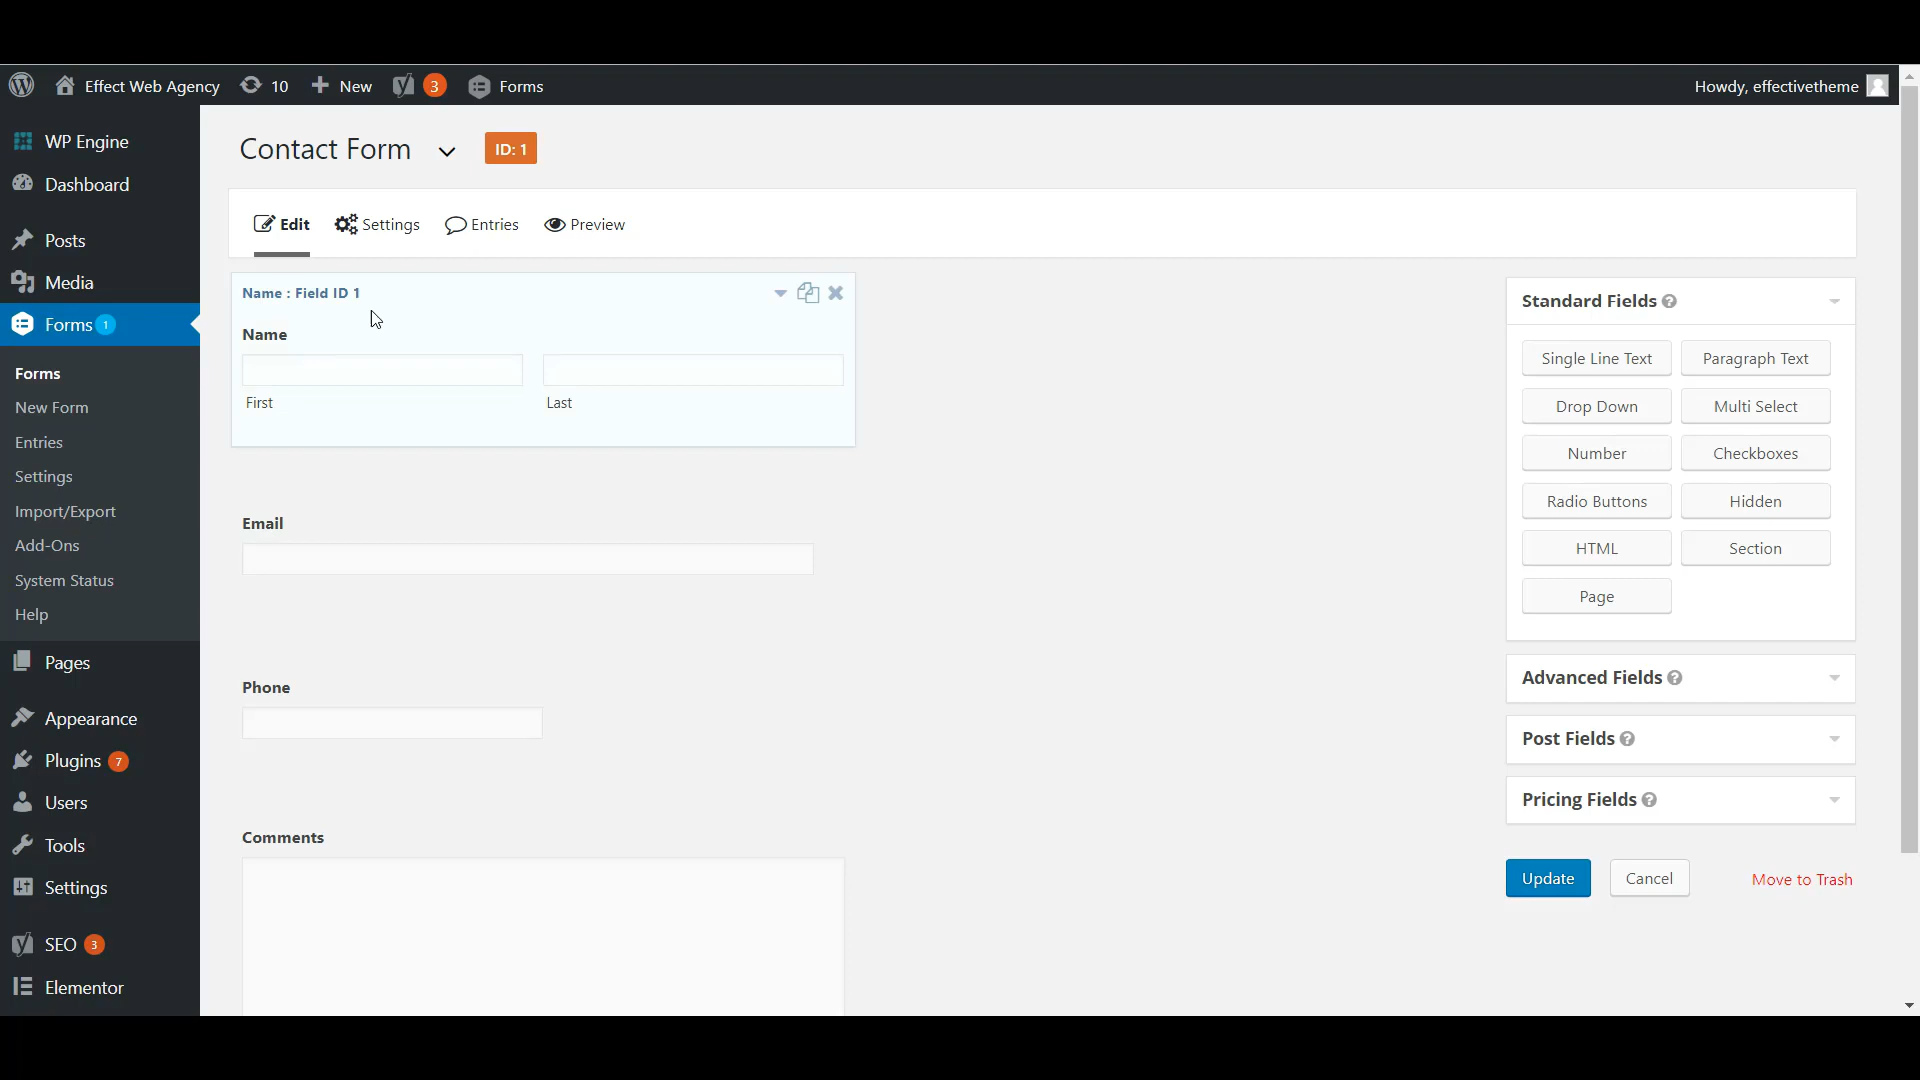 Effect Web Agency 10 New 3 Forms Howdy, effectivetheme
WP Engine
Dashboard
Posts
Media
Forms 1
Forms
New Form
Entries
Settings
Import/Export
Add-Ons
System Status
Help
Pages
Appearance
Plugins 7
Users
Tools
Settings
SEO 3
Elementor
Contact Form ID: 1
Edit Settings Entries Preview
Name : Field ID 1
Name
First Last
Email
Phone
Comments
Standard Fields ?
Single Line Text Paragraph Text
Drop Down Multi Select
Number Checkboxes
Radio Buttons Hidden
HTML Section
Page
Advanced Fields ?
Post Fields ?
Pricing Fields ?
Update Cancel Move to Trash